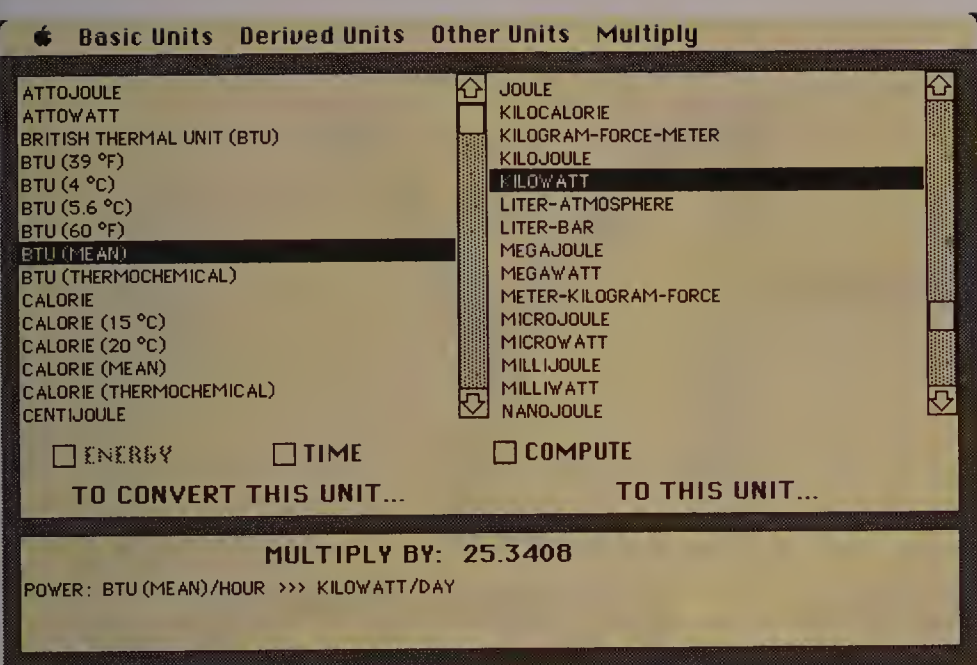 Basic Units Derived Units Other Units Multiply
ATTOJOULE
ATTOWATT
BRITISH THERMAL UNIT (BTU)
BTU (39 °F)
BTU (4 °C)
BTU (5.6 °C)
BTU (60 °F)
BTU (MEAN)
BTU (THERMOCHEMICAL)
CALORIE
CALORIE (15 °C)
CALORIE (20 °C)
CALORIE (MEAN)
CALORIE (THERMOCHEMICAL)
CENTIJOULE
JOULE
KILOCALORIE
KILOGRAM-FORCE-METER
KILOJOULE
KILOWATT
LITER-ATMOSPHERE
LITER-BAR
MEGAJOULE
MEGAWATT
METER-KILOGRAM-FORCE
MICROJOULE
MICROWATT
MILLIJOULE
MILLIWATT
NANOJOULE
ENERGY TIME COMPUTE
TO CONVERT THIS UNIT... TO THIS UNIT...
MULTIPLY BY: 25.3408
POWER: BTU (MEAN)/HOUR >>> KILOWATT/DAY